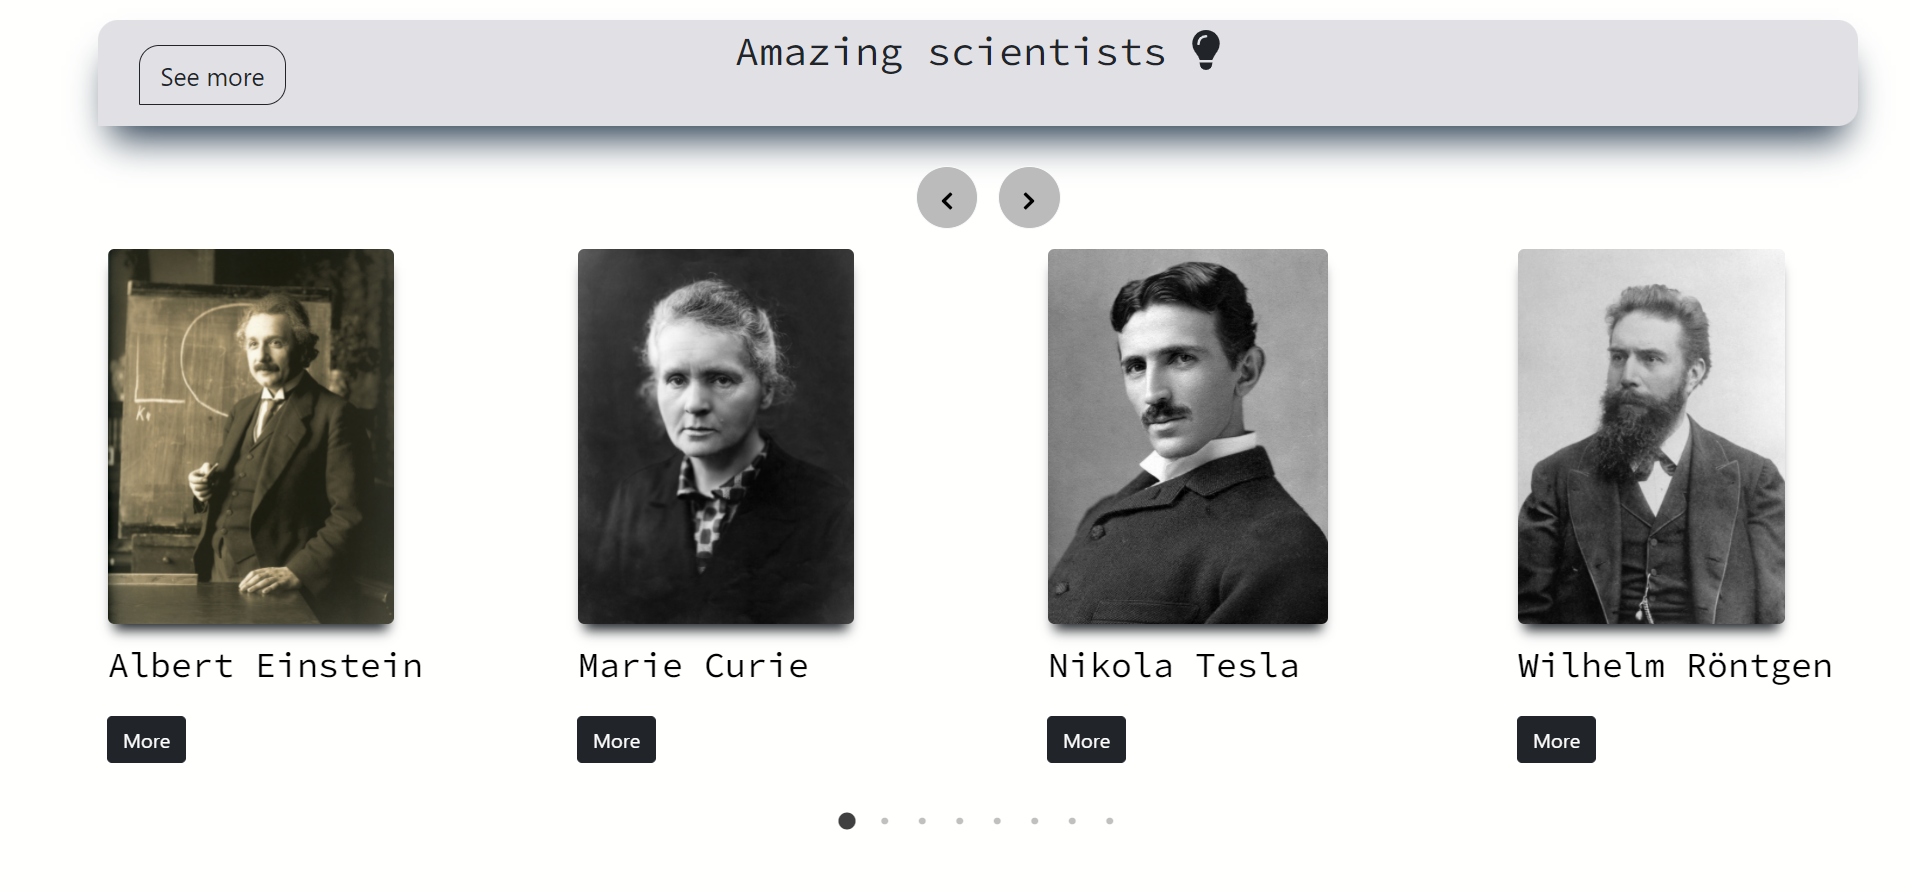 Amazing scientists
See more
Albert Einstein
Marie Curie
Nikola Tesla
Wilhelm Röntgen
More
More
More
More